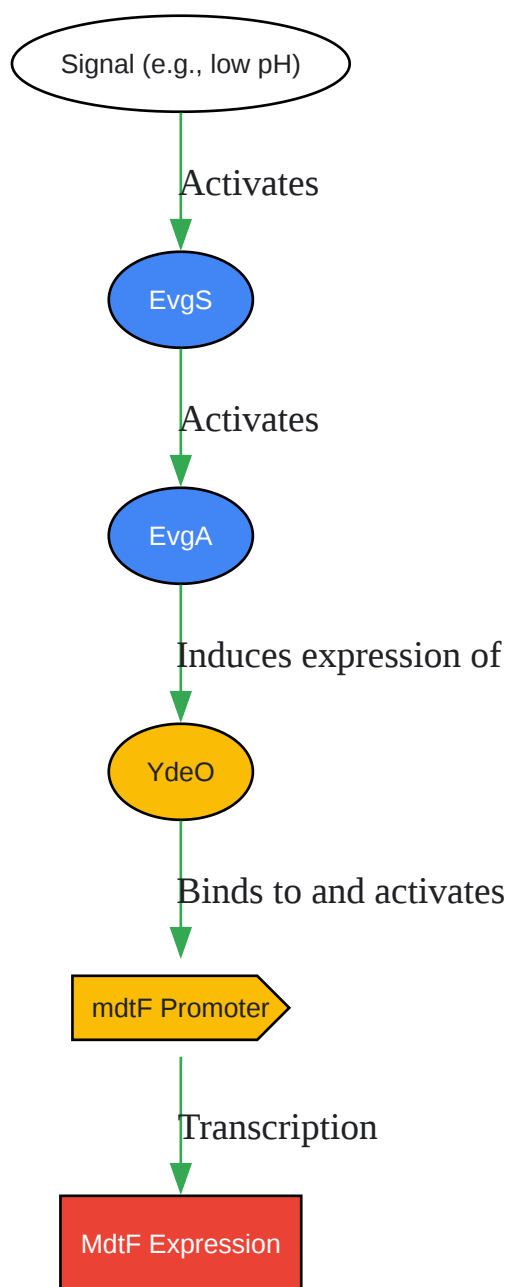 Signal (e.g., low pH)
Activates
EvgS
Activates
EvgA
Induces expression of
YdeO
Binds to and activates
mdtF Promoter
Transcription
MdtF Expression